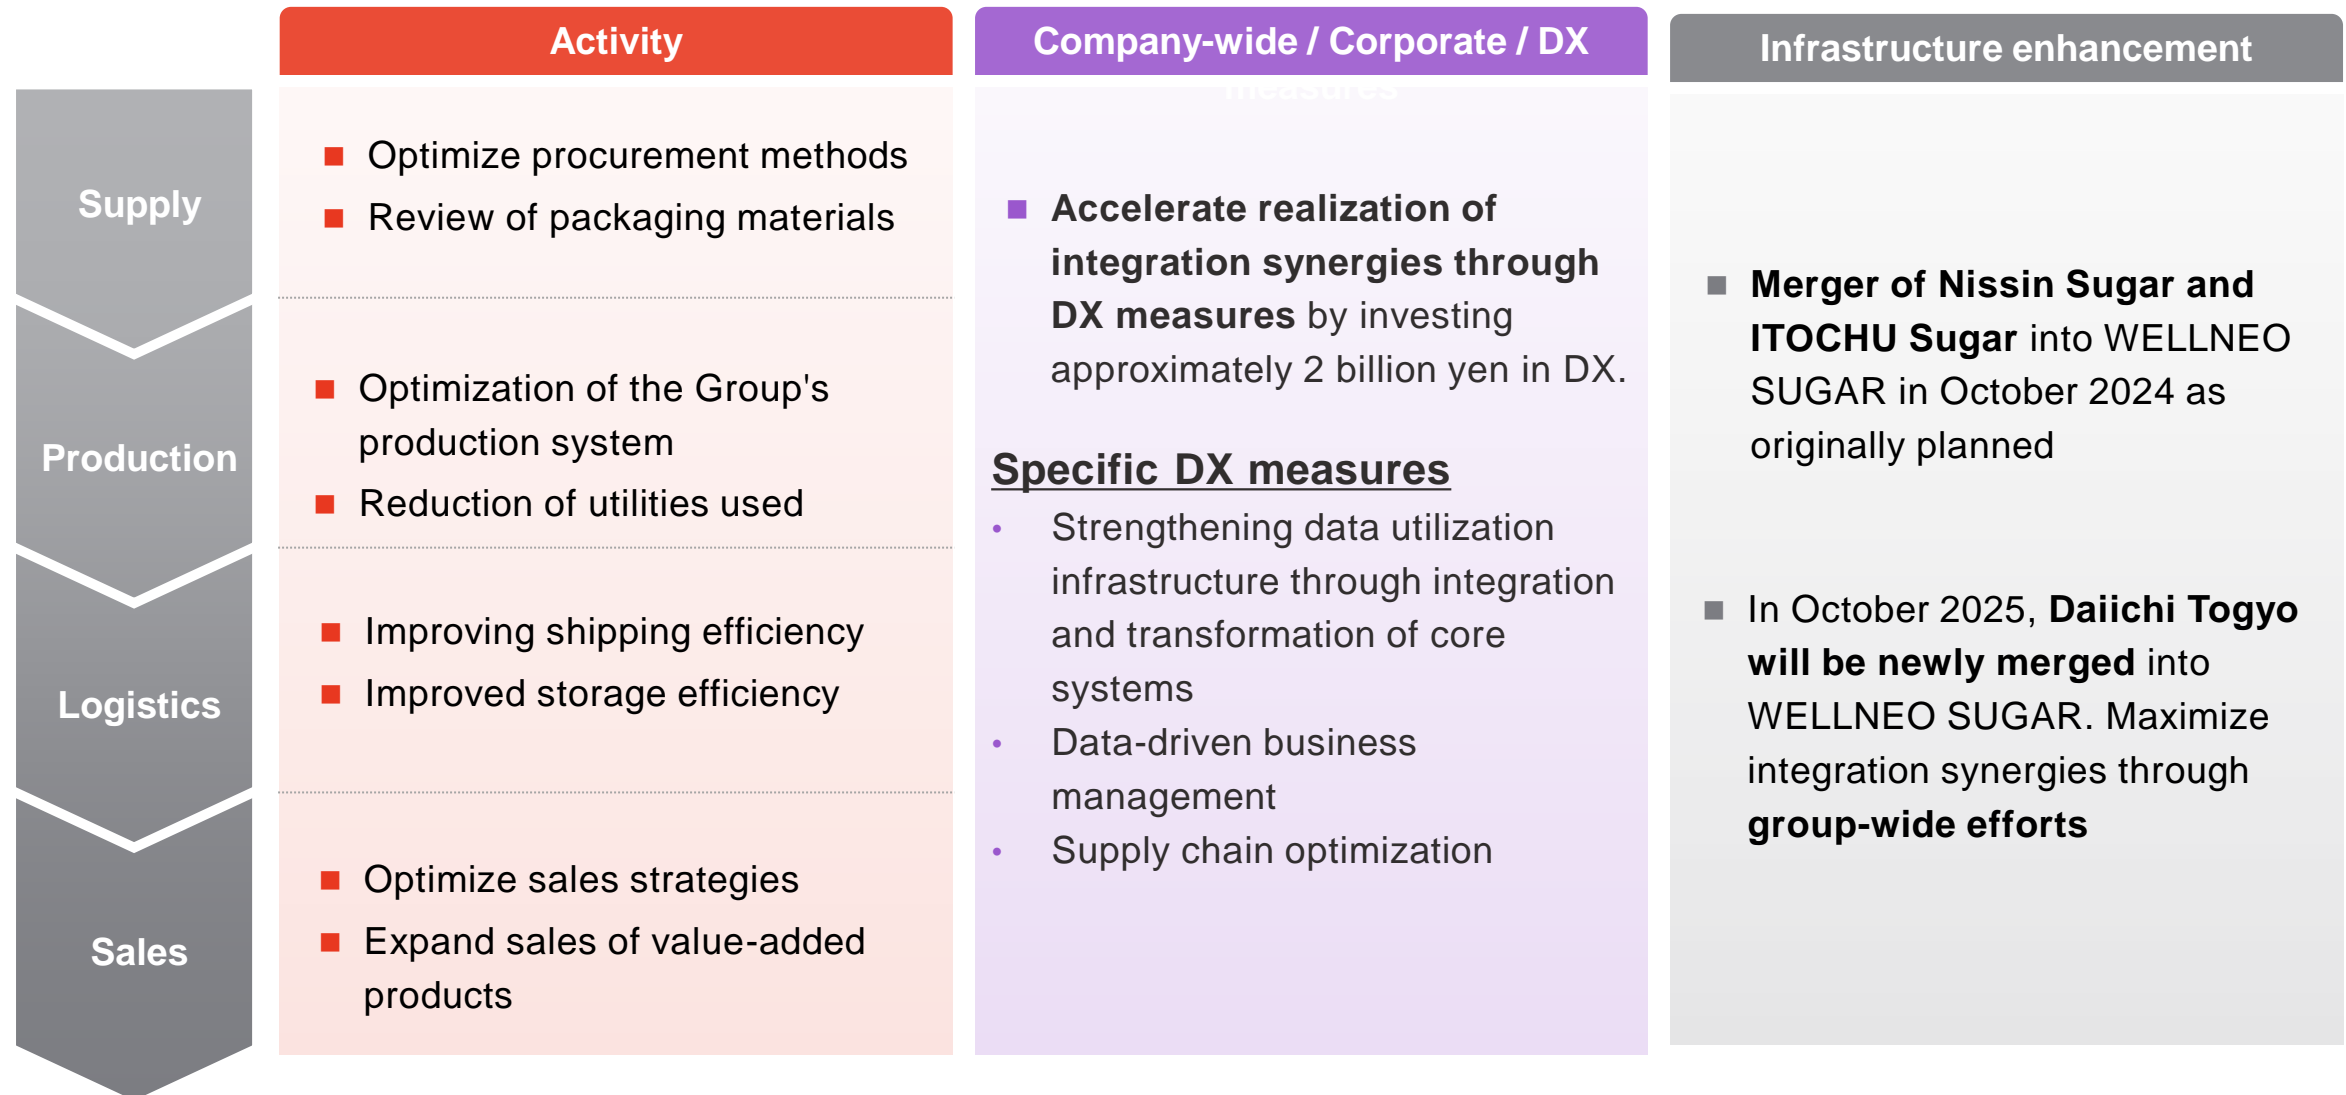 Activity
Company-wide / Corporate / DX
measures
Infrastructure enhancement
Supply
■ Optimize procurement methods
■ Review of packaging materials
Production
■ Optimization of the Group's
production system
■ Reduction of utilities used
Logistics
■ Improving shipping efficiency
■ Improved storage efficiency
Sales
■ Optimize sales strategies
■ Expand sales of value-added
products
■ Accelerate realization of
integration synergies through
DX measures by investing
approximately 2 billion yen in DX.
Specific DX measures
• Strengthening data utilization
infrastructure through integration
and transformation of core
systems
• Data-driven business
management
• Supply chain optimization
■ Merger of Nissin Sugar and
ITOCHU Sugar into WELLNEO
SUGAR in October 2024 as
originally planned
■ In October 2025, Daiichi Togyo
will be newly merged into
WELLNEO SUGAR. Maximize
integration synergies through
group-wide efforts